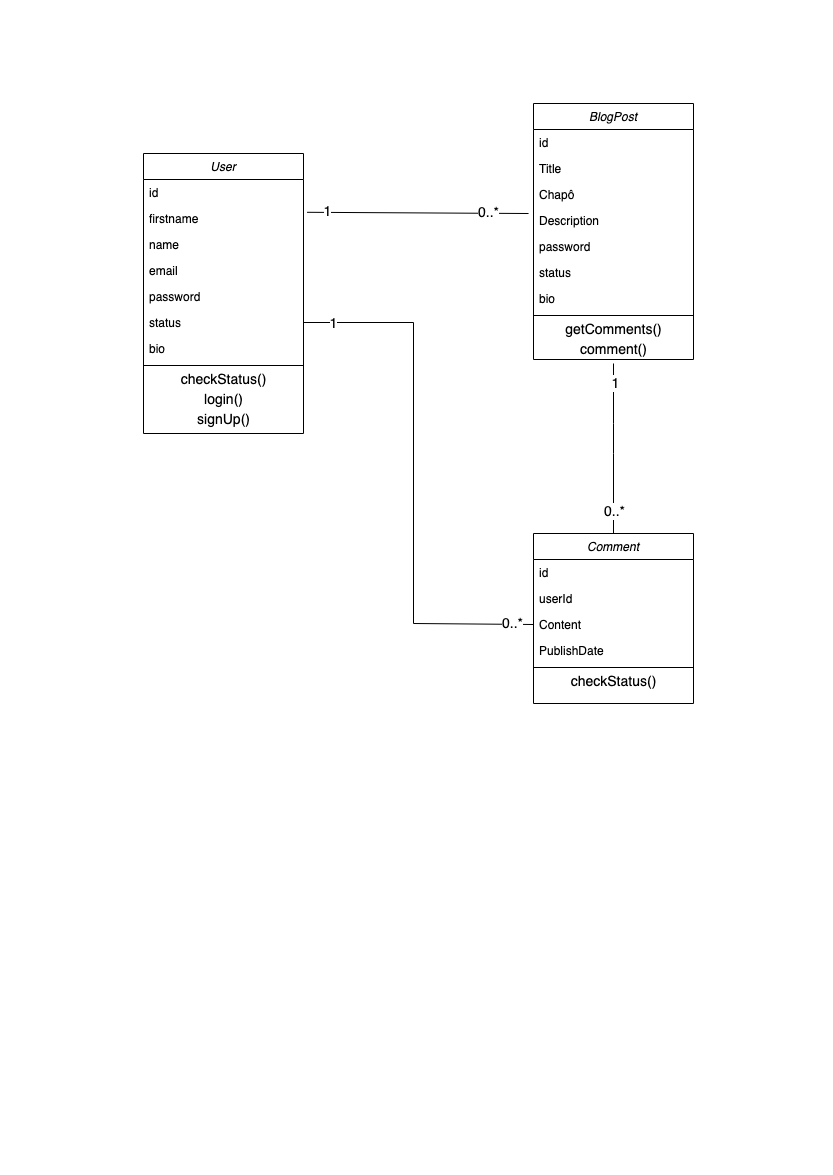 User
id
firstname
name
email
password
status
bio
checkStatus()
login()
signUp()
1
0..*
1
0..*
BlogPost
id
Title
Chapô
Description
password
status
bio
getComments()
comment()
1
0..*
Comment
id
userId
Content
PublishDate
checkStatus()